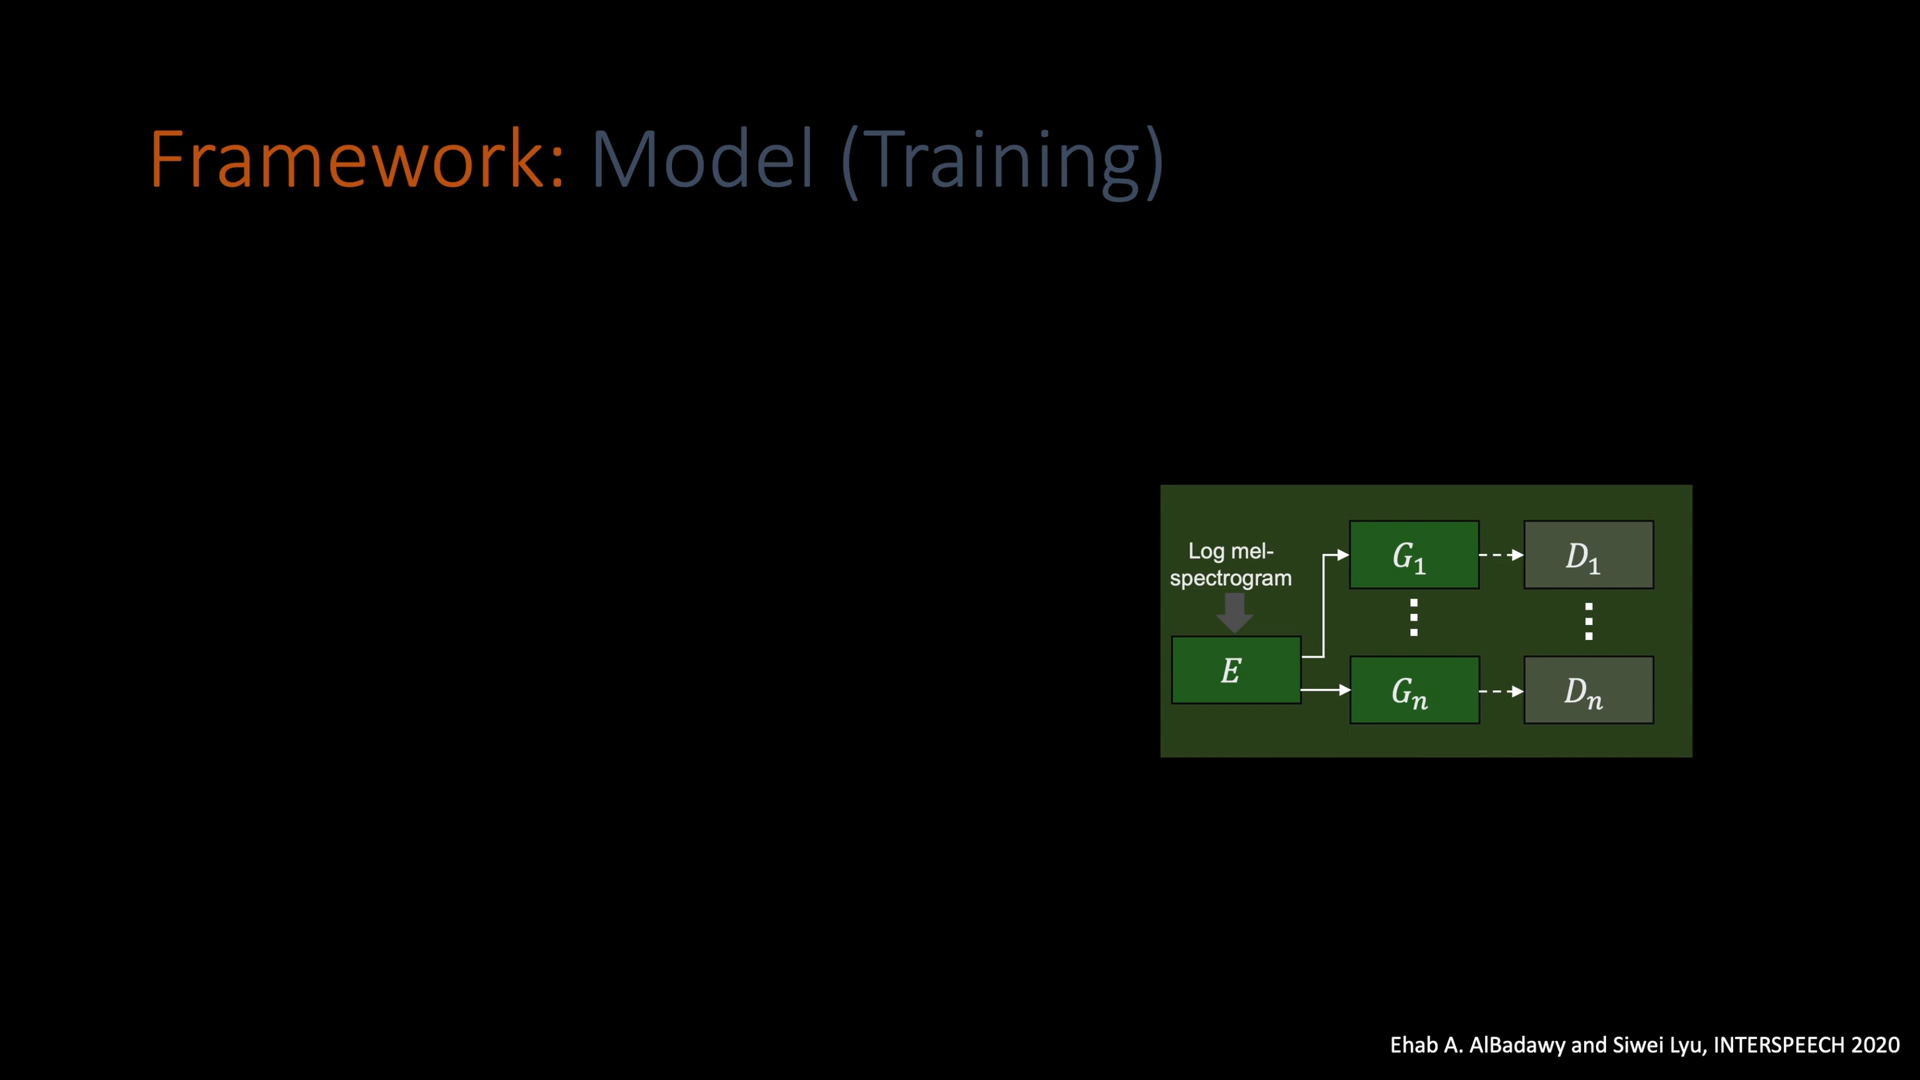 Framework: Model (Training)
Log mel-
spectrogram
E
G1
D1
Gn
Dn
Ehab A. AlBadawy and Siwei Lyu, INTERSPEECH 2020